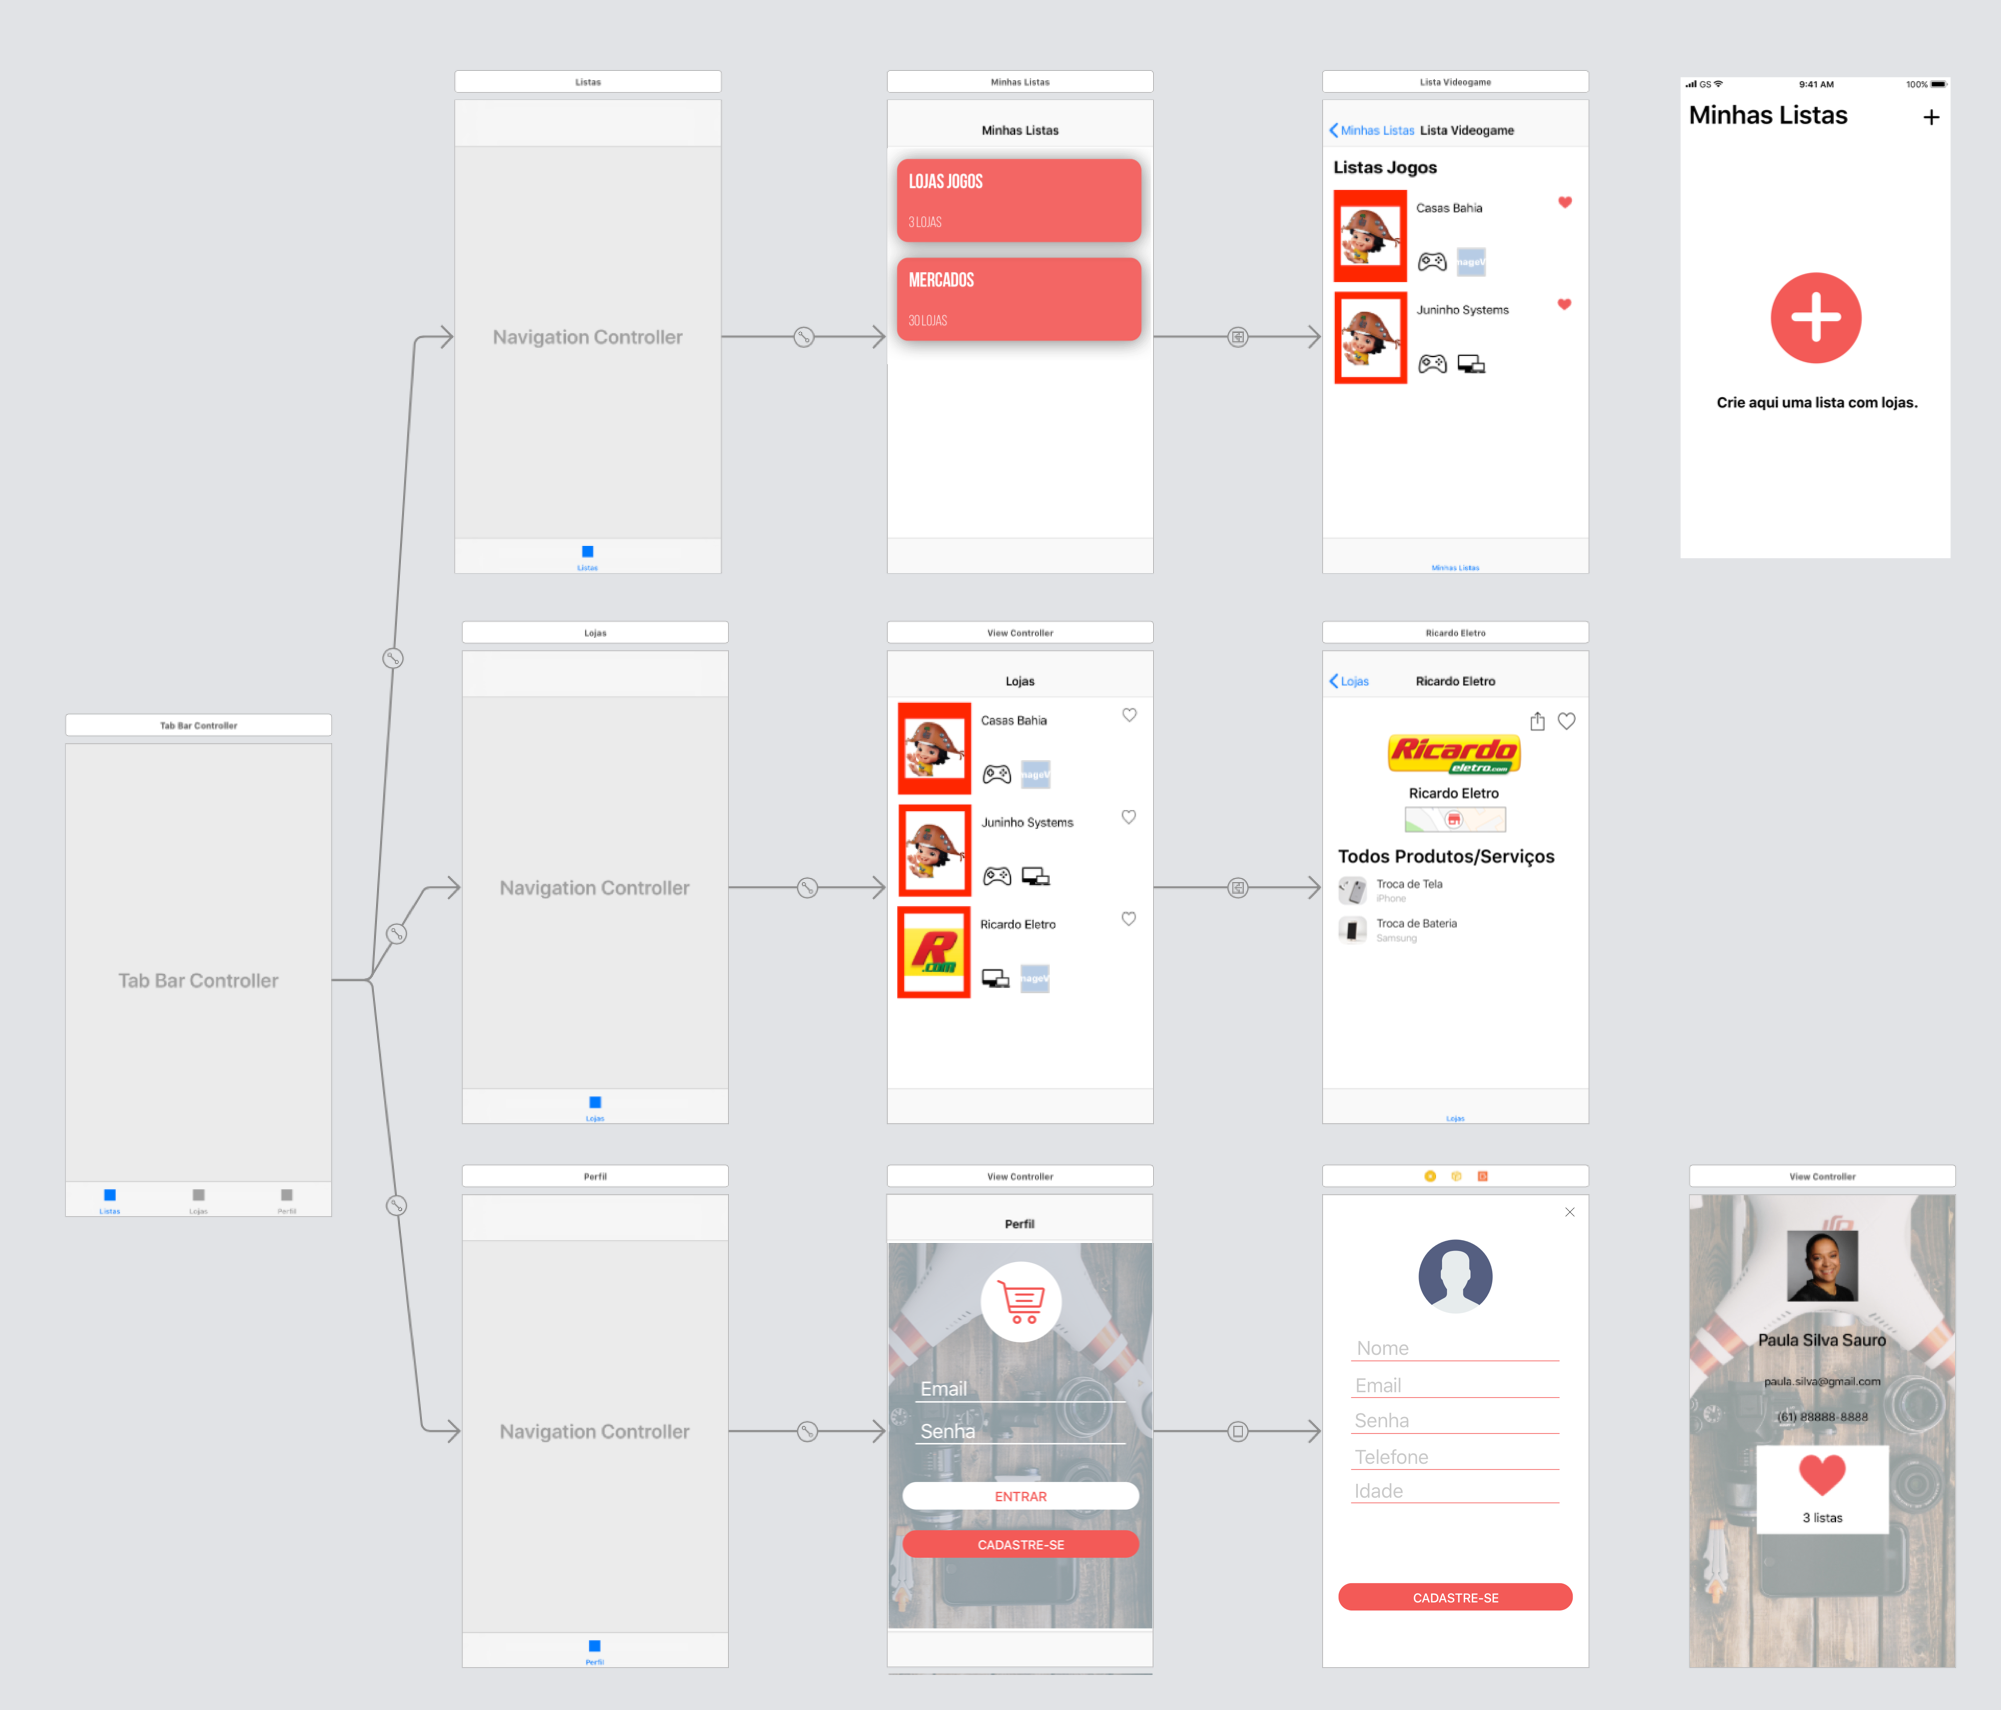 Listas
Navigation Controller
Listas
Minhas Listas
Minhas Listas
LOJAS JOGOS
3 LOJAS
MERCADOS
30 LOJAS
Lista Videogame
Minhas Listas Lista Videogame
Listas Jogos
Casas Bahia
nageV
Juninho Systems
Minhas Listas
GS 9:41 AM 100%
Minhas Listas +
Crie aqui uma lista com lojas.
Tab Bar Controller
Tab Bar Controller
Listas Lojas Perfil
Lojas
Navigation Controller
Lojas
View Controller
Lojas
Casas Bahia
nageV
Juninho Systems
Ricardo Eletro
R
.com
nageV
Ricardo Eletro
Lojas Ricardo Eletro
Ricardo
eletro.com
Ricardo Eletro
Todos Produtos/Serviços
Troca de Tela
iPhone
Troca de Bateria
Samsung
Lojas
Perfil
Navigation Controller
Perfil
View Controller
Perfil
Email
Senha
ENTRAR
CADASTRE-SE
Nome
Email
Senha
Telefone
Idade
CADASTRE-SE
View Controller
Paula Silva Sauro
paula.silva@gmail.com
(61) 88888-8888
3 listas